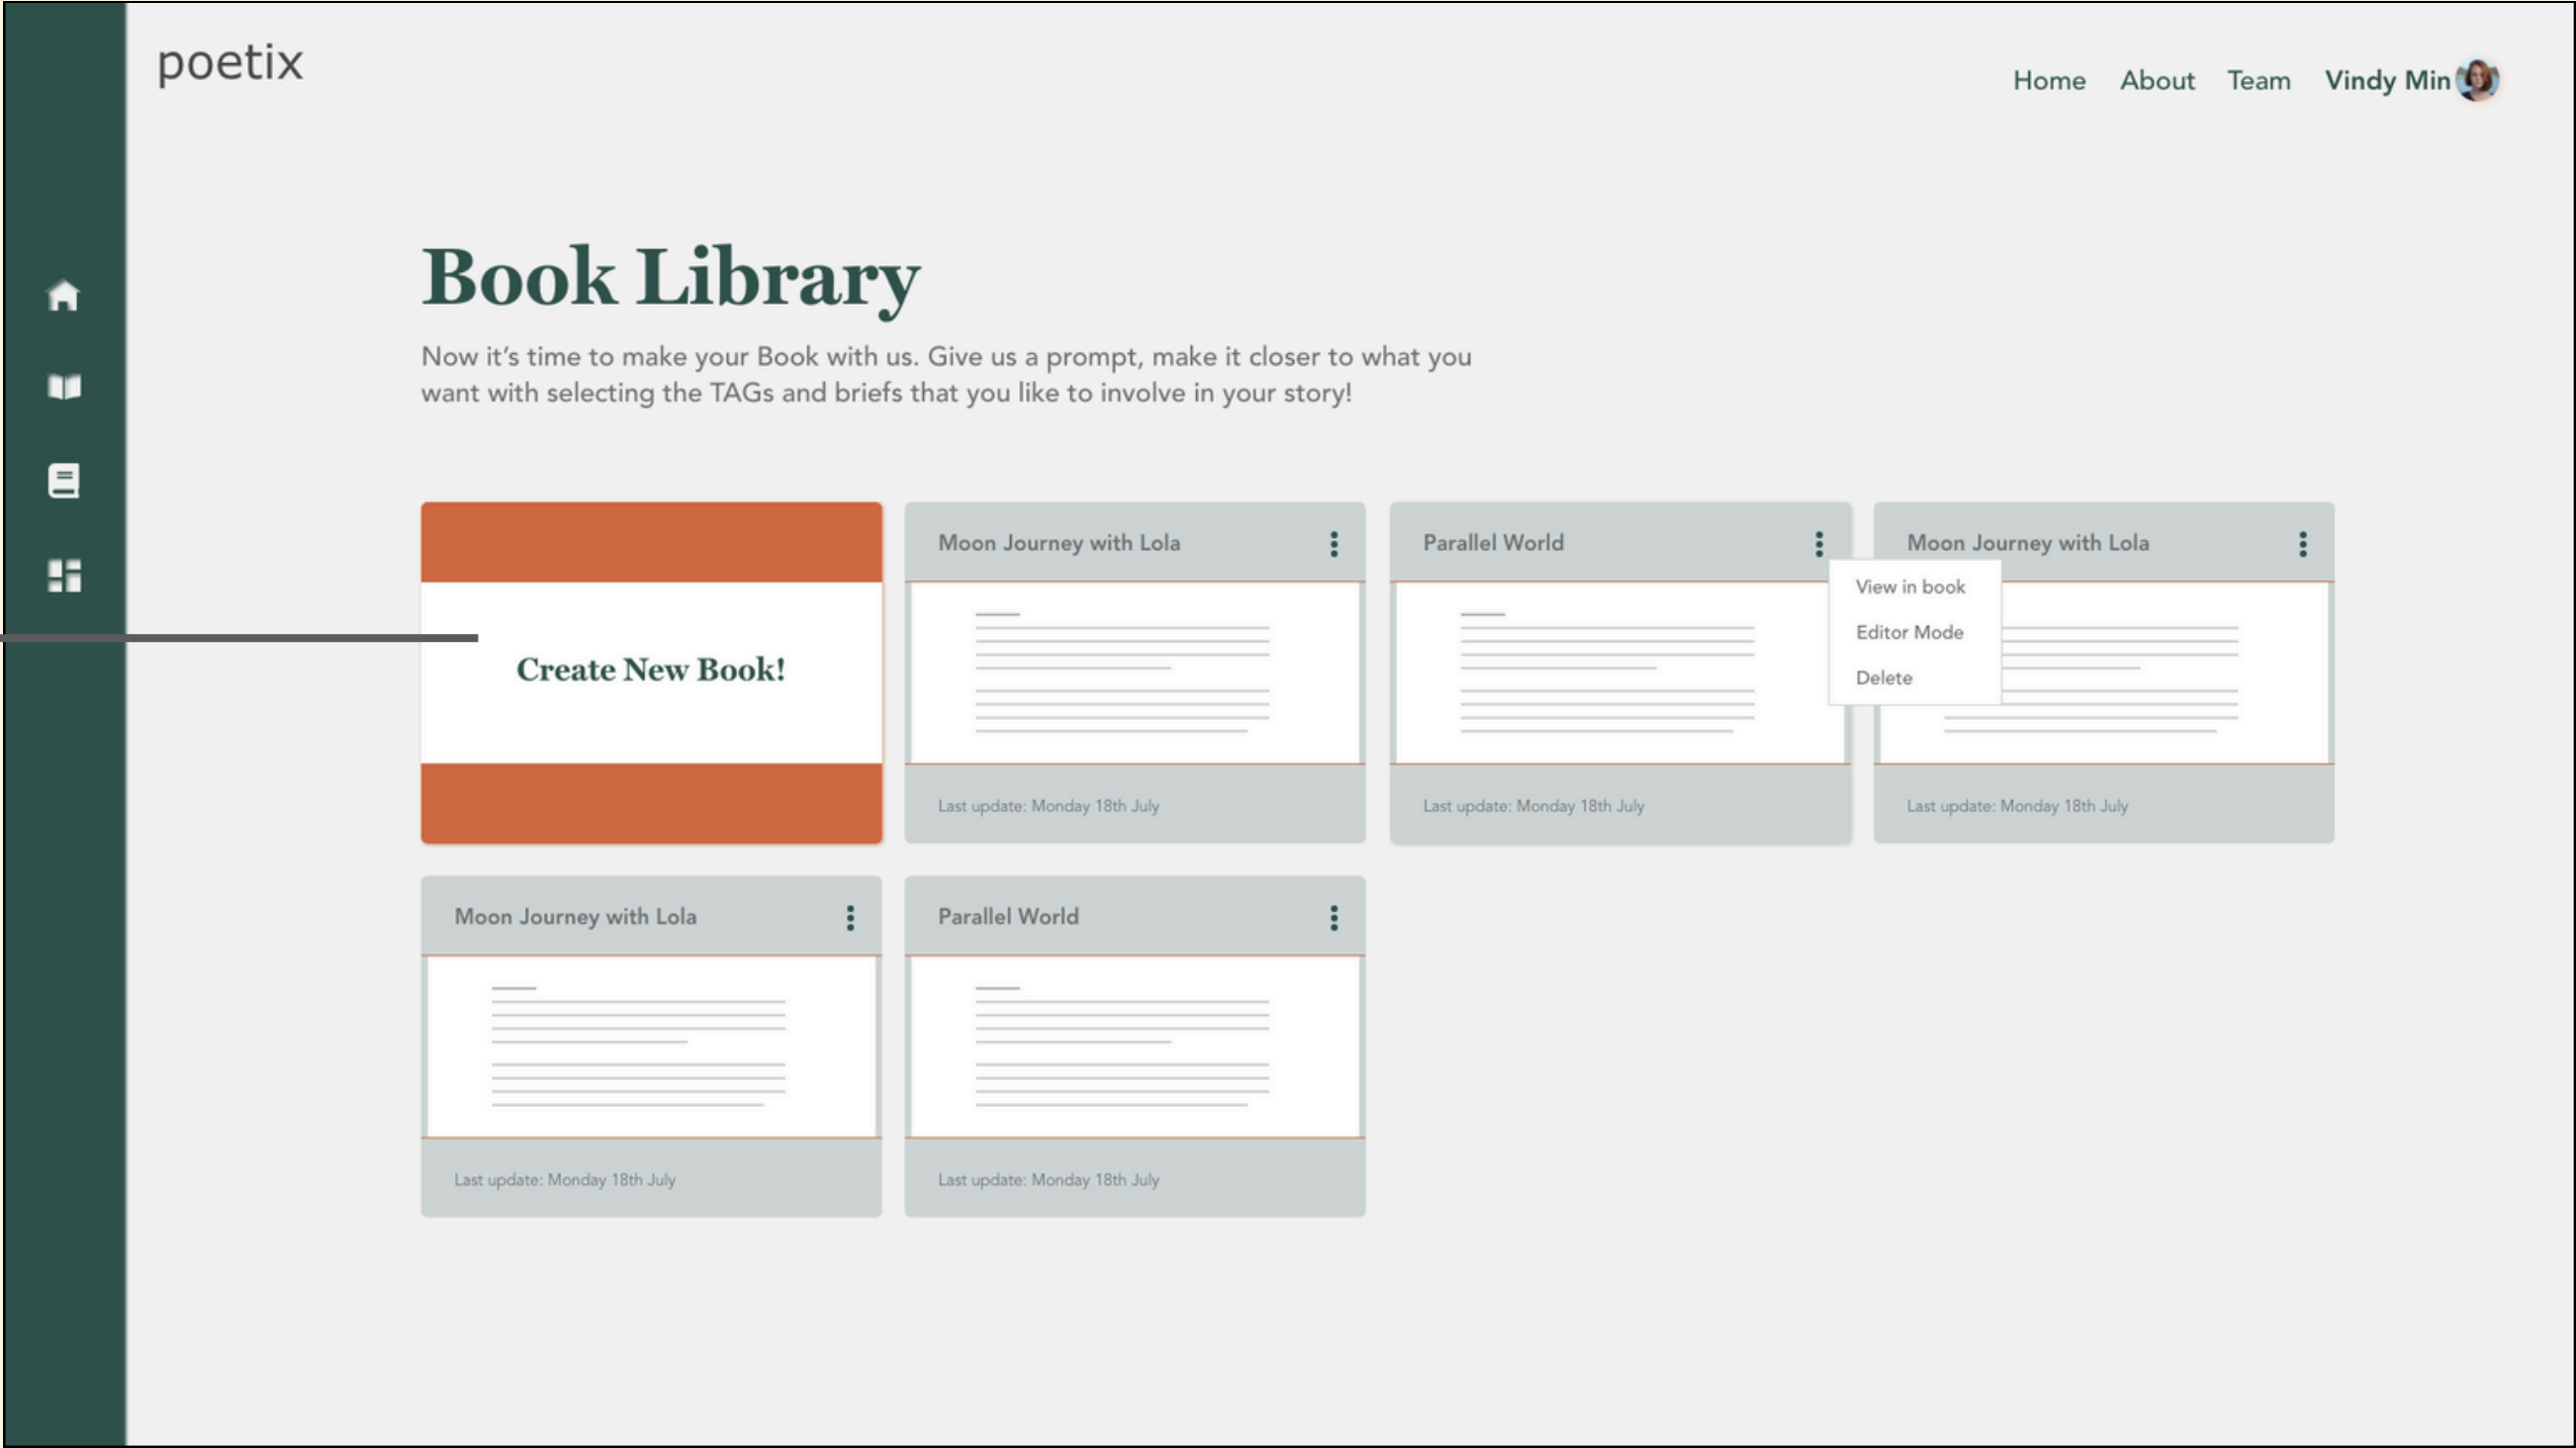 poetix
Home About Team Vindy Min
Book Library
Now it’s time to make your Book with us. Give us a prompt, make it closer to what you
want with selecting the TAGs and briefs that you like to involve in your story!
Create New Book!
Moon Journey with Lola
Last update: Monday 18th July
Parallel World
View in book
Editor Mode
Delete
Last update: Monday 18th July
Moon Journey with Lola
Last update: Monday 18th July
Moon Journey with Lola
Last update: Monday 18th July
Parallel World
Last update: Monday 18th July